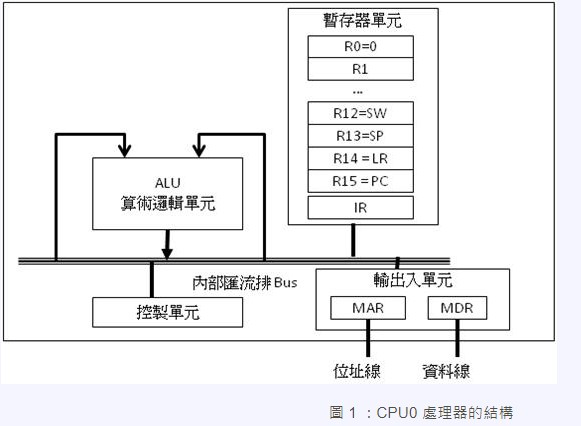 暫存器單元
R0=0
R1
...
R12=SW
R13=SP
R14 = LR
R15 = PC
IR
ALU
算術邏輯單元
內部匯流排 Bus
控製單元
輸出入單元
MAR
MDR
位址線
資料線
圖 1 ：CPU0 處理器的結構